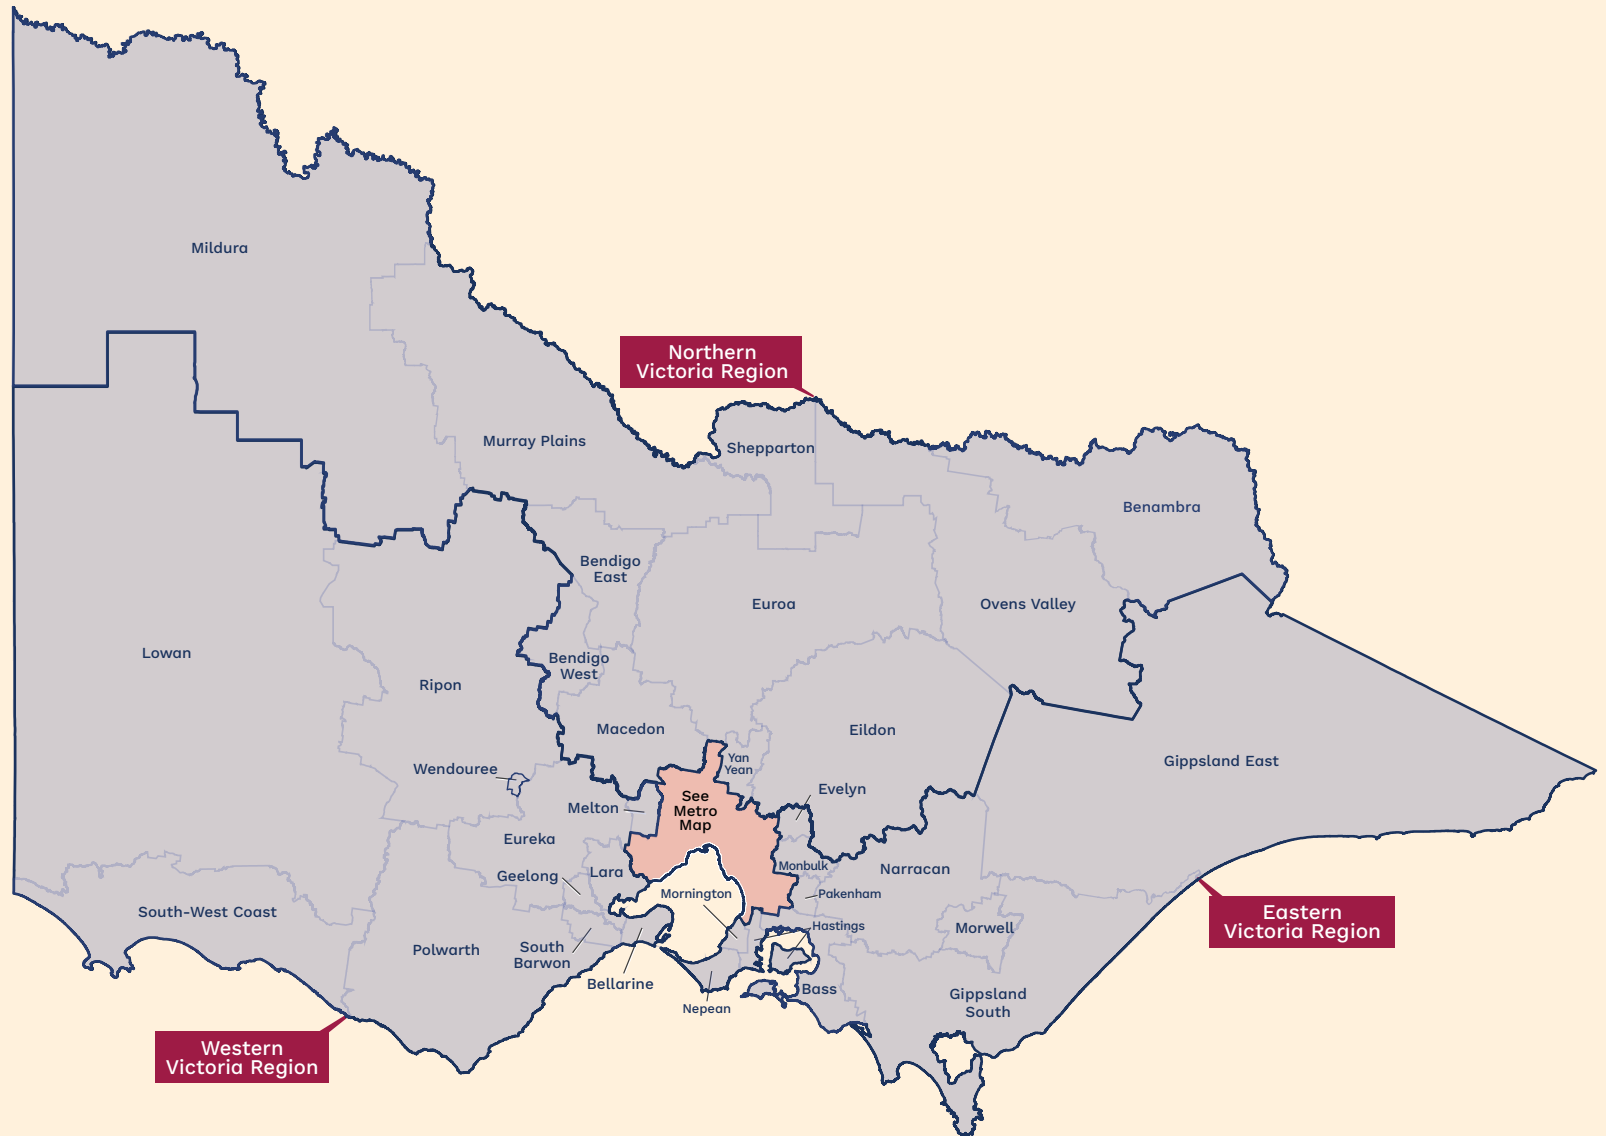 Mildura
Northern
Victoria Region
Murray Plains
Shepparton
Benambra
Bendigo
East
Euroa
Ovens Valley
Lowan
Bendigo
West
Ripon
Macedon
Eildon
Yan
Yean
Gippsland East
Wendouree
Evelyn
See
Metro
Map
Melton
Eureka
Monbulk
Narracan
Geelong
Lara
Mornington
Pakenham
South-West Coast
Hastings
Morwell
Eastern
Victoria Region
Polwarth
South
Barwon
Bellarine
Bass
Nepean
Gippsland
South
Western
Victoria Region